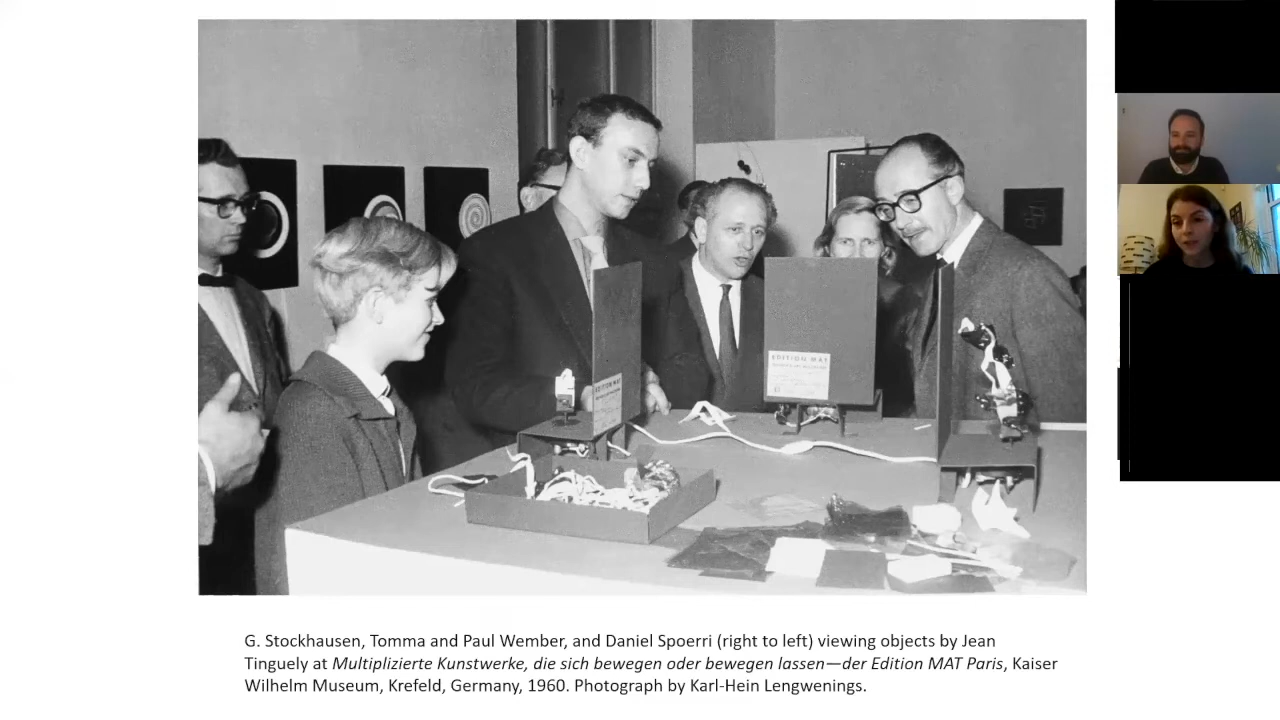 EDITION MAT
EDITION MAT
G. Stockhausen, Tomma and Paul Wember, and Daniel Spoerri (right to left) viewing objects by Jean
Tinguely at Multiplizierte Kunstwerke, die sich bewegen oder bewegen lassen—der Edition MAT Paris, Kaiser
Wilhelm Museum, Krefeld, Germany, 1960. Photograph by Karl-Hein Lengwenings.